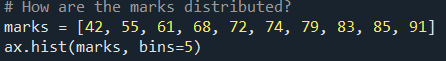 # How are the marks distributed?
marks = [42, 55, 61, 68, 72, 74, 79, 83, 85, 91]
ax.hist(marks, bins=5)